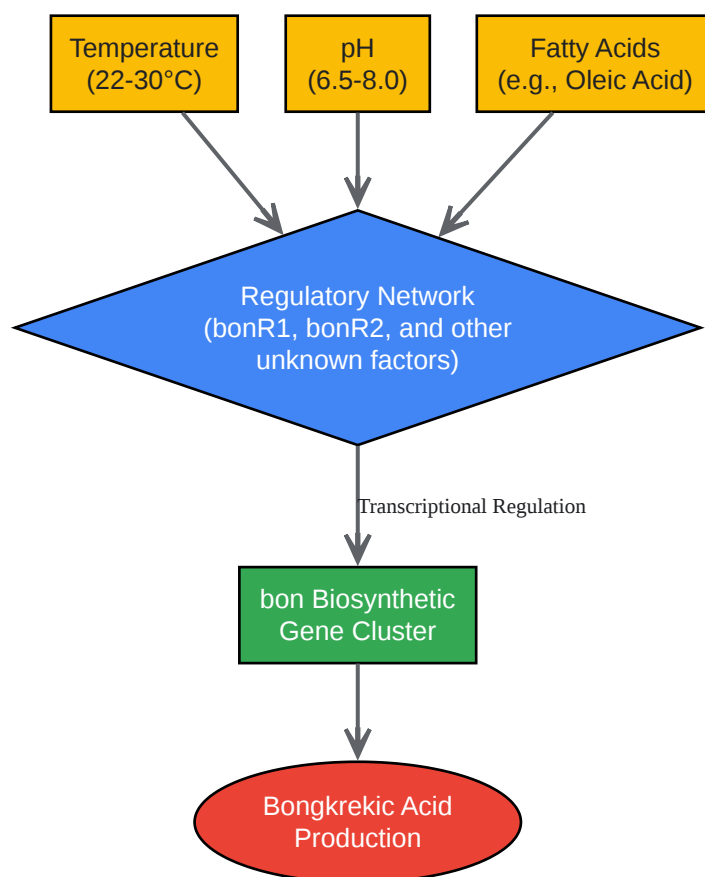 Temperature
(22-30°C)
pH
(6.5-8.0)
Fatty Acids
(e.g., Oleic Acid)
Regulatory Network
(bonR1, bonR2, and other
unknown factors)
Transcriptional Regulation
bon Biosynthetic
Gene Cluster
Bongkrekic Acid
Production